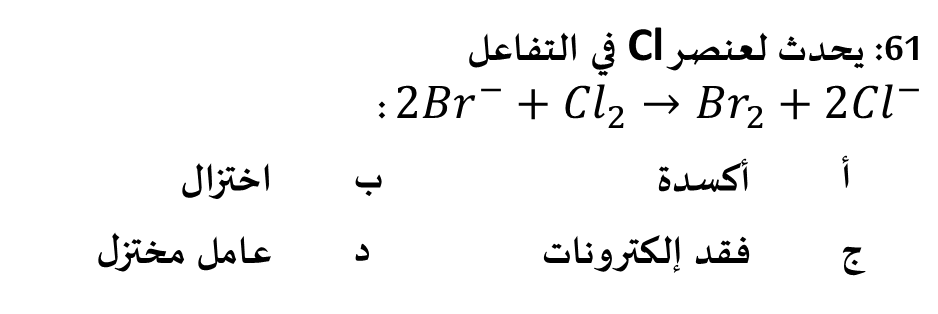 61: يحدث لعنصر Cl في التفاعل
2Br⁻ + Cl₂ → Br₂ + 2Cl⁻ :
أ أكسدة ب اختزال
ج فقد إلكترونات د عامل مختزل